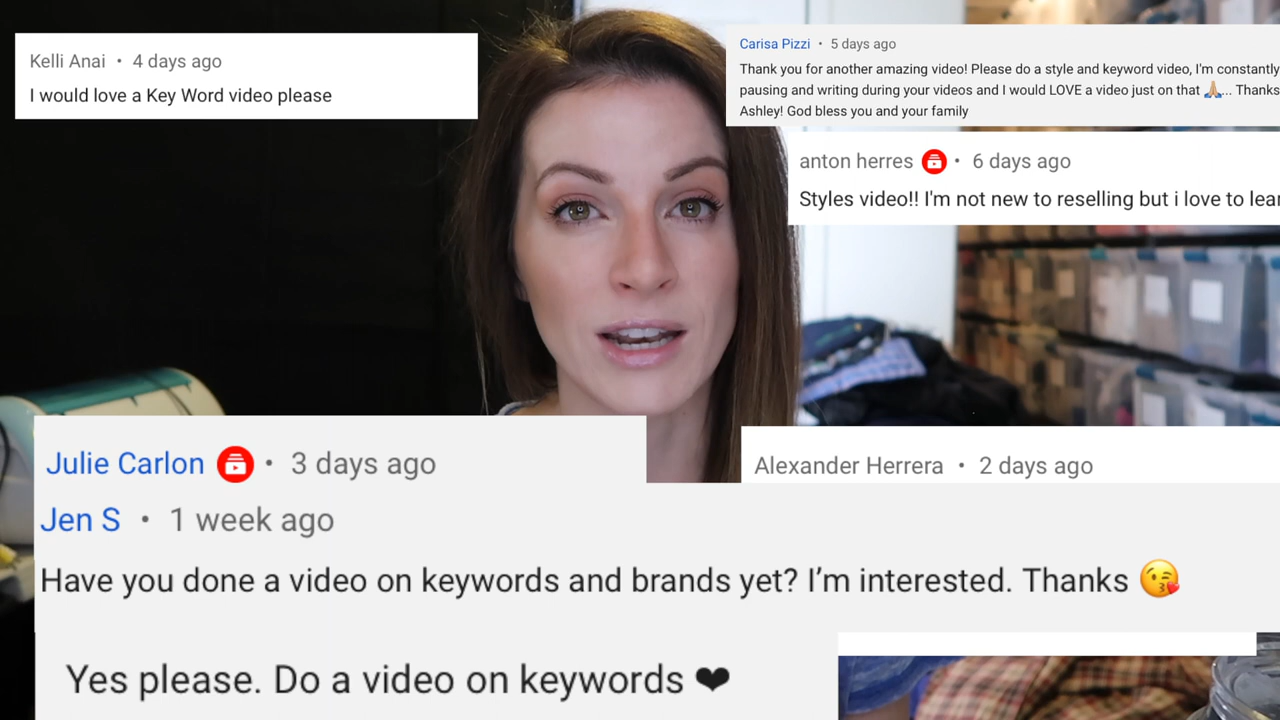 Kelli Anai • 4 days ago
I would love a Key Word video please
Carisa Pizzi • 5 days ago
Thank you for another amazing video! Please do a style and keyword video, I'm constantly
pausing and writing during your videos and I would LOVE a video just on that 🙏🏼... Thanks
Ashley! God bless you and your family
anton herres • 6 days ago
Styles video!! I'm not new to reselling but i love to lear
Julie Carlon • 3 days ago
Alexander Herrera • 2 days ago
Jen S • 1 week ago
Have you done a video on keywords and brands yet? I’m interested. Thanks 😘
Yes please. Do a video on keywords ❤